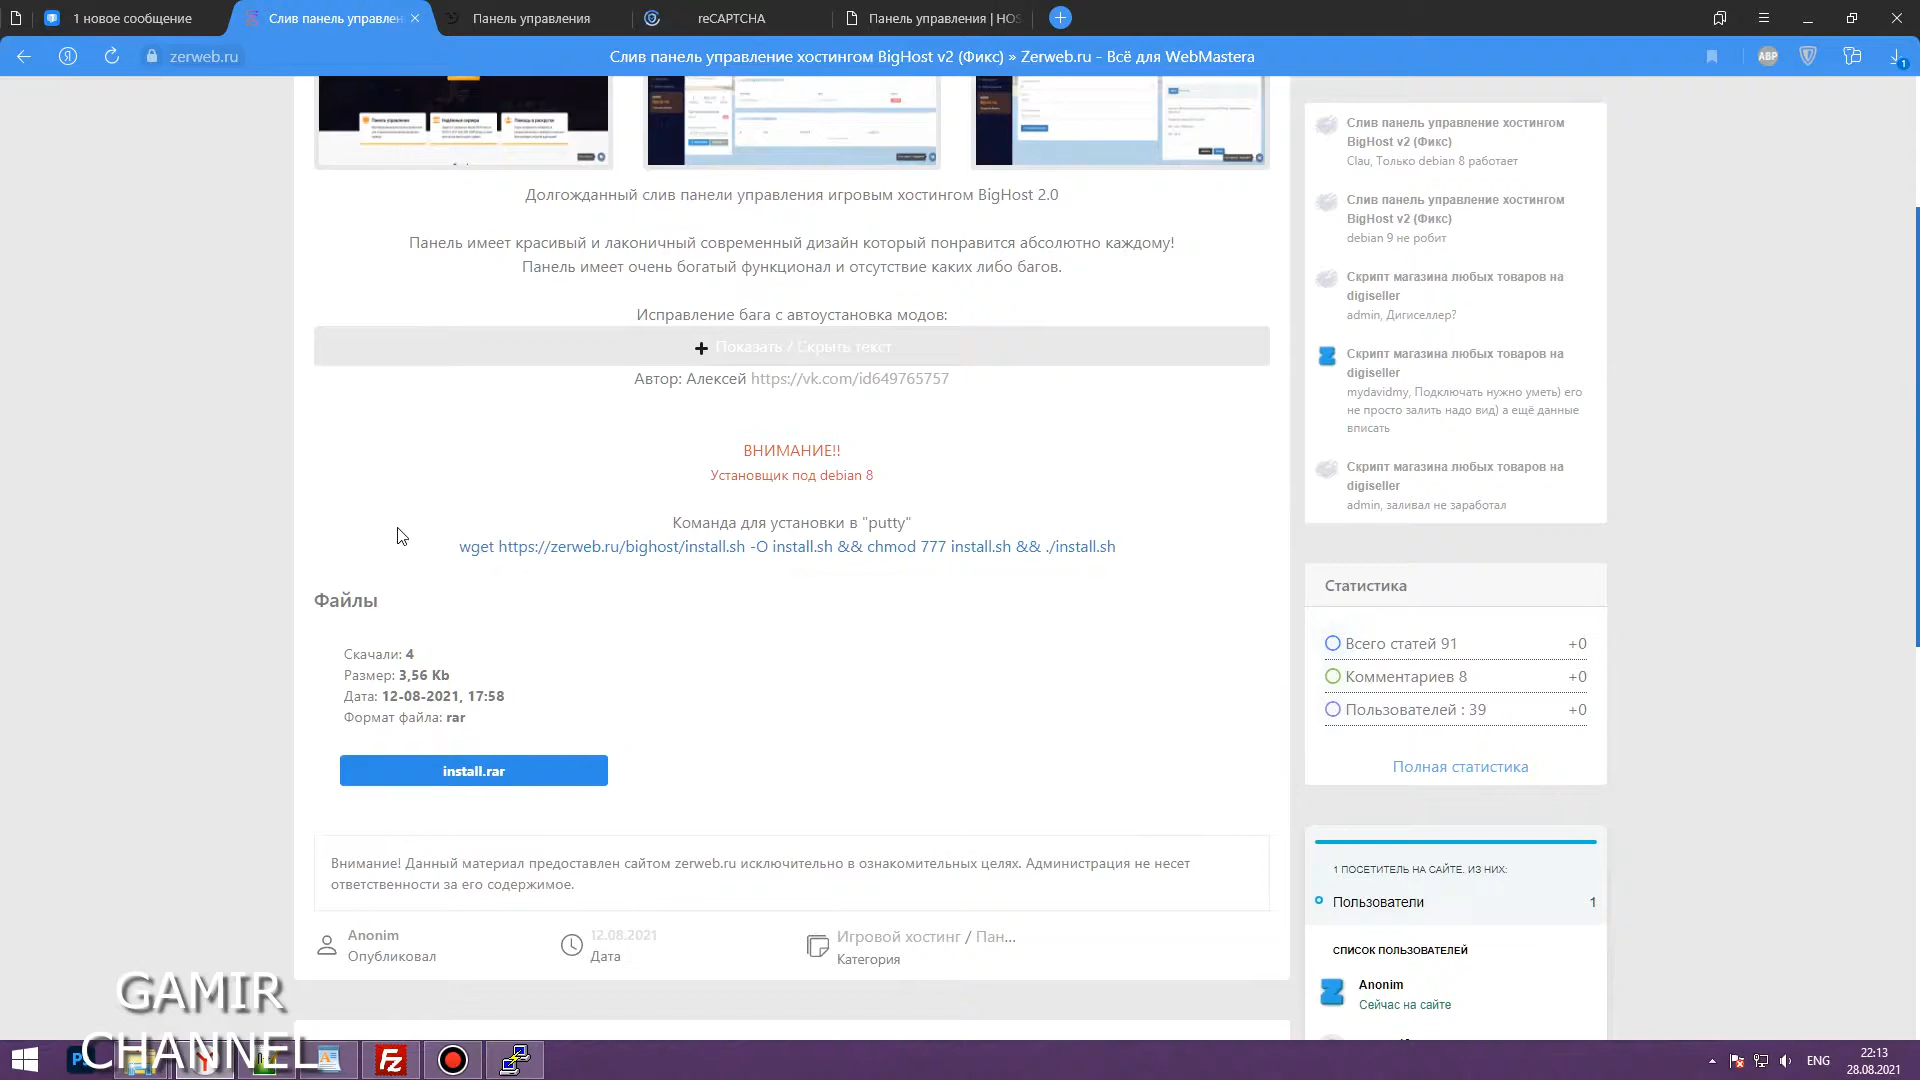 1 новое сообщение
Слив панель управлен
Панель управления
reCAPTCHA
Панель управления | HOS
zerweb.ru
Слив панель управление хостингом BigHost v2 (Фикс) » Zerweb.ru - Всё для WebMastera
ABP
1
Долгожданный слив панели управления игровым хостингом BigHost 2.0
Панель имеет красивый и лаконичный современный дизайн который понравится абсолютно каждому!
Панель имеет очень богатый функционал и отсутствие каких либо багов.
Исправление бага с автоустановка модов:
Показать / Скрыть текст
Автор: Алексей https://vk.com/id649765757
ВНИМАНИЕ!!
Установщик под debian 8
Команда для установки в "putty"
wget https://zerweb.ru/bighost/install.sh -O install.sh && chmod 777 install.sh && ./install.sh
Файлы
Скачали: 4
Размер: 3,56 Kb
Дата: 12-08-2021, 17:58
Формат файла: rar
install.rar
Внимание! Данный материал предоставлен сайтом zerweb.ru исключительно в ознакомительных целях. Администрация не несет
ответственности за его содержимое.
Anonim
Опубликовал
12.08.2021
Дата
Игровой хостинг / Пан...
Категория
Слив панель управление хостингом
BigHost v2 (Фикс)
Clau, Только debian 8 работает
Слив панель управление хостингом
BigHost v2 (Фикс)
debian 9 не робит
Скрипт магазина любых товаров на
digiseller
admin, Дигиселлер?
Скрипт магазина любых товаров на
digiseller
mydavidmy, Подключать нужно уметь) его
не просто залить надо вид) а ещё данные
вписать
Скрипт магазина любых товаров на
digiseller
admin, заливал не заработал
Статистика
Всего статей 91 +0
Комментариев 8 +0
Пользователей : 39 +0
Полная статистика
1 ПОСЕТИТЕЛЬ НА САЙТЕ. ИЗ НИХ:
Пользователи 1
СПИСОК ПОЛЬЗОВАТЕЛЕЙ
Anonim
Сейчас на сайте
GAMIR
CHANNEL
ENG
22:13
28.08.2021